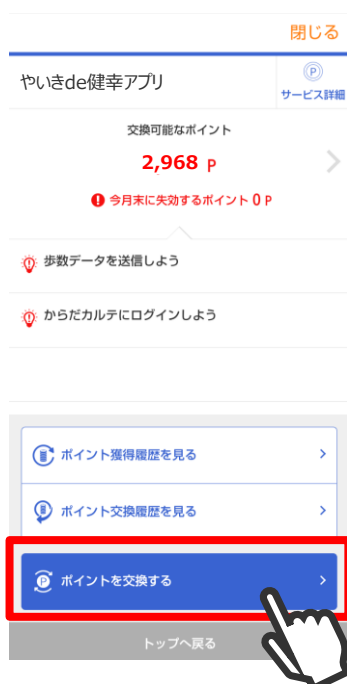 閉じる
やいきde健幸アプリ
P
サービス詳細
交換可能なポイント
2,968 P
今月末に失効するポイント 0 P
歩数データを送信しよう
からだカルテにログインしよう
ポイント獲得履歴を見る
ポイント交換履歴を見る
P
ポイントを交換する
トップへ戻る